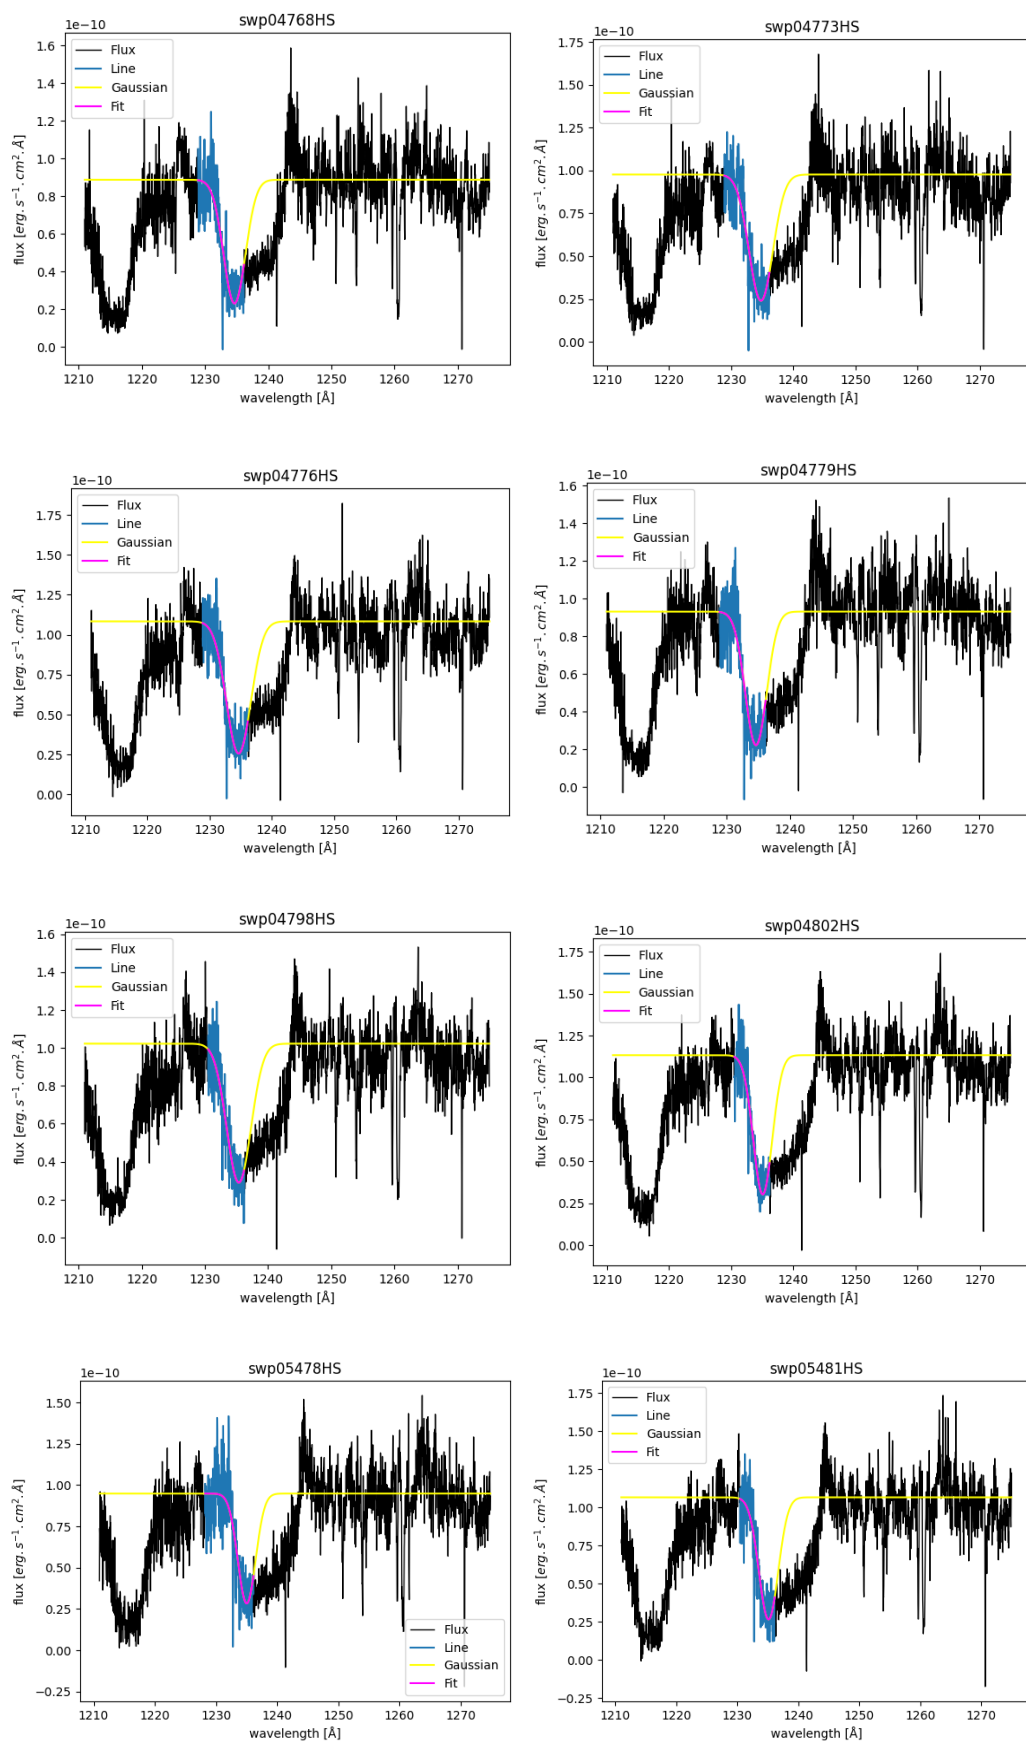 swp04768HS
1e−10
Flux
Line
Gaussian
Fit
1.6
1.4
1.2
1.0
0.8
0.6
0.4
0.2
0.0
flux [erg.s⁻¹.cm².Å]
1210 1220 1230 1240 1250 1260 1270
wavelength [Å]
swp04773HS
1e−10
Flux
Line
Gaussian
Fit
1.75
1.50
1.25
1.00
0.75
0.50
0.25
0.00
flux [erg.s⁻¹.cm².Å]
1210 1220 1230 1240 1250 1260 1270
wavelength [Å]
swp04776HS
1e−10
Flux
Line
Gaussian
Fit
1.75
1.50
1.25
1.00
0.75
0.50
0.25
0.00
flux [erg.s⁻¹.cm².Å]
1210 1220 1230 1240 1250 1260 1270
wavelength [Å]
swp04779HS
1e−10
Flux
Line
Gaussian
Fit
1.6
1.4
1.2
1.0
0.8
0.6
0.4
0.2
0.0
flux [erg.s⁻¹.cm².Å]
1210 1220 1230 1240 1250 1260 1270
wavelength [Å]
swp04798HS
1e−10
Flux
Line
Gaussian
Fit
1.6
1.4
1.2
1.0
0.8
0.6
0.4
0.2
0.0
flux [erg.s⁻¹.cm².Å]
1210 1220 1230 1240 1250 1260 1270
wavelength [Å]
swp04802HS
1e−10
Flux
Line
Gaussian
Fit
1.75
1.50
1.25
1.00
0.75
0.50
0.25
0.00
flux [erg.s⁻¹.cm².Å]
1210 1220 1230 1240 1250 1260 1270
wavelength [Å]
swp05478HS
1e−10
1.50
1.25
1.00
0.75
0.50
0.25
0.00
−0.25
flux [erg.s⁻¹.cm².Å]
Flux
Line
Gaussian
Fit
1210 1220 1230 1240 1250 1260 1270
wavelength [Å]
swp05481HS
1e−10
Flux
Line
Gaussian
Fit
1.75
1.50
1.25
1.00
0.75
0.50
0.25
0.00
−0.25
flux [erg.s⁻¹.cm².Å]
1210 1220 1230 1240 1250 1260 1270
wavelength [Å]